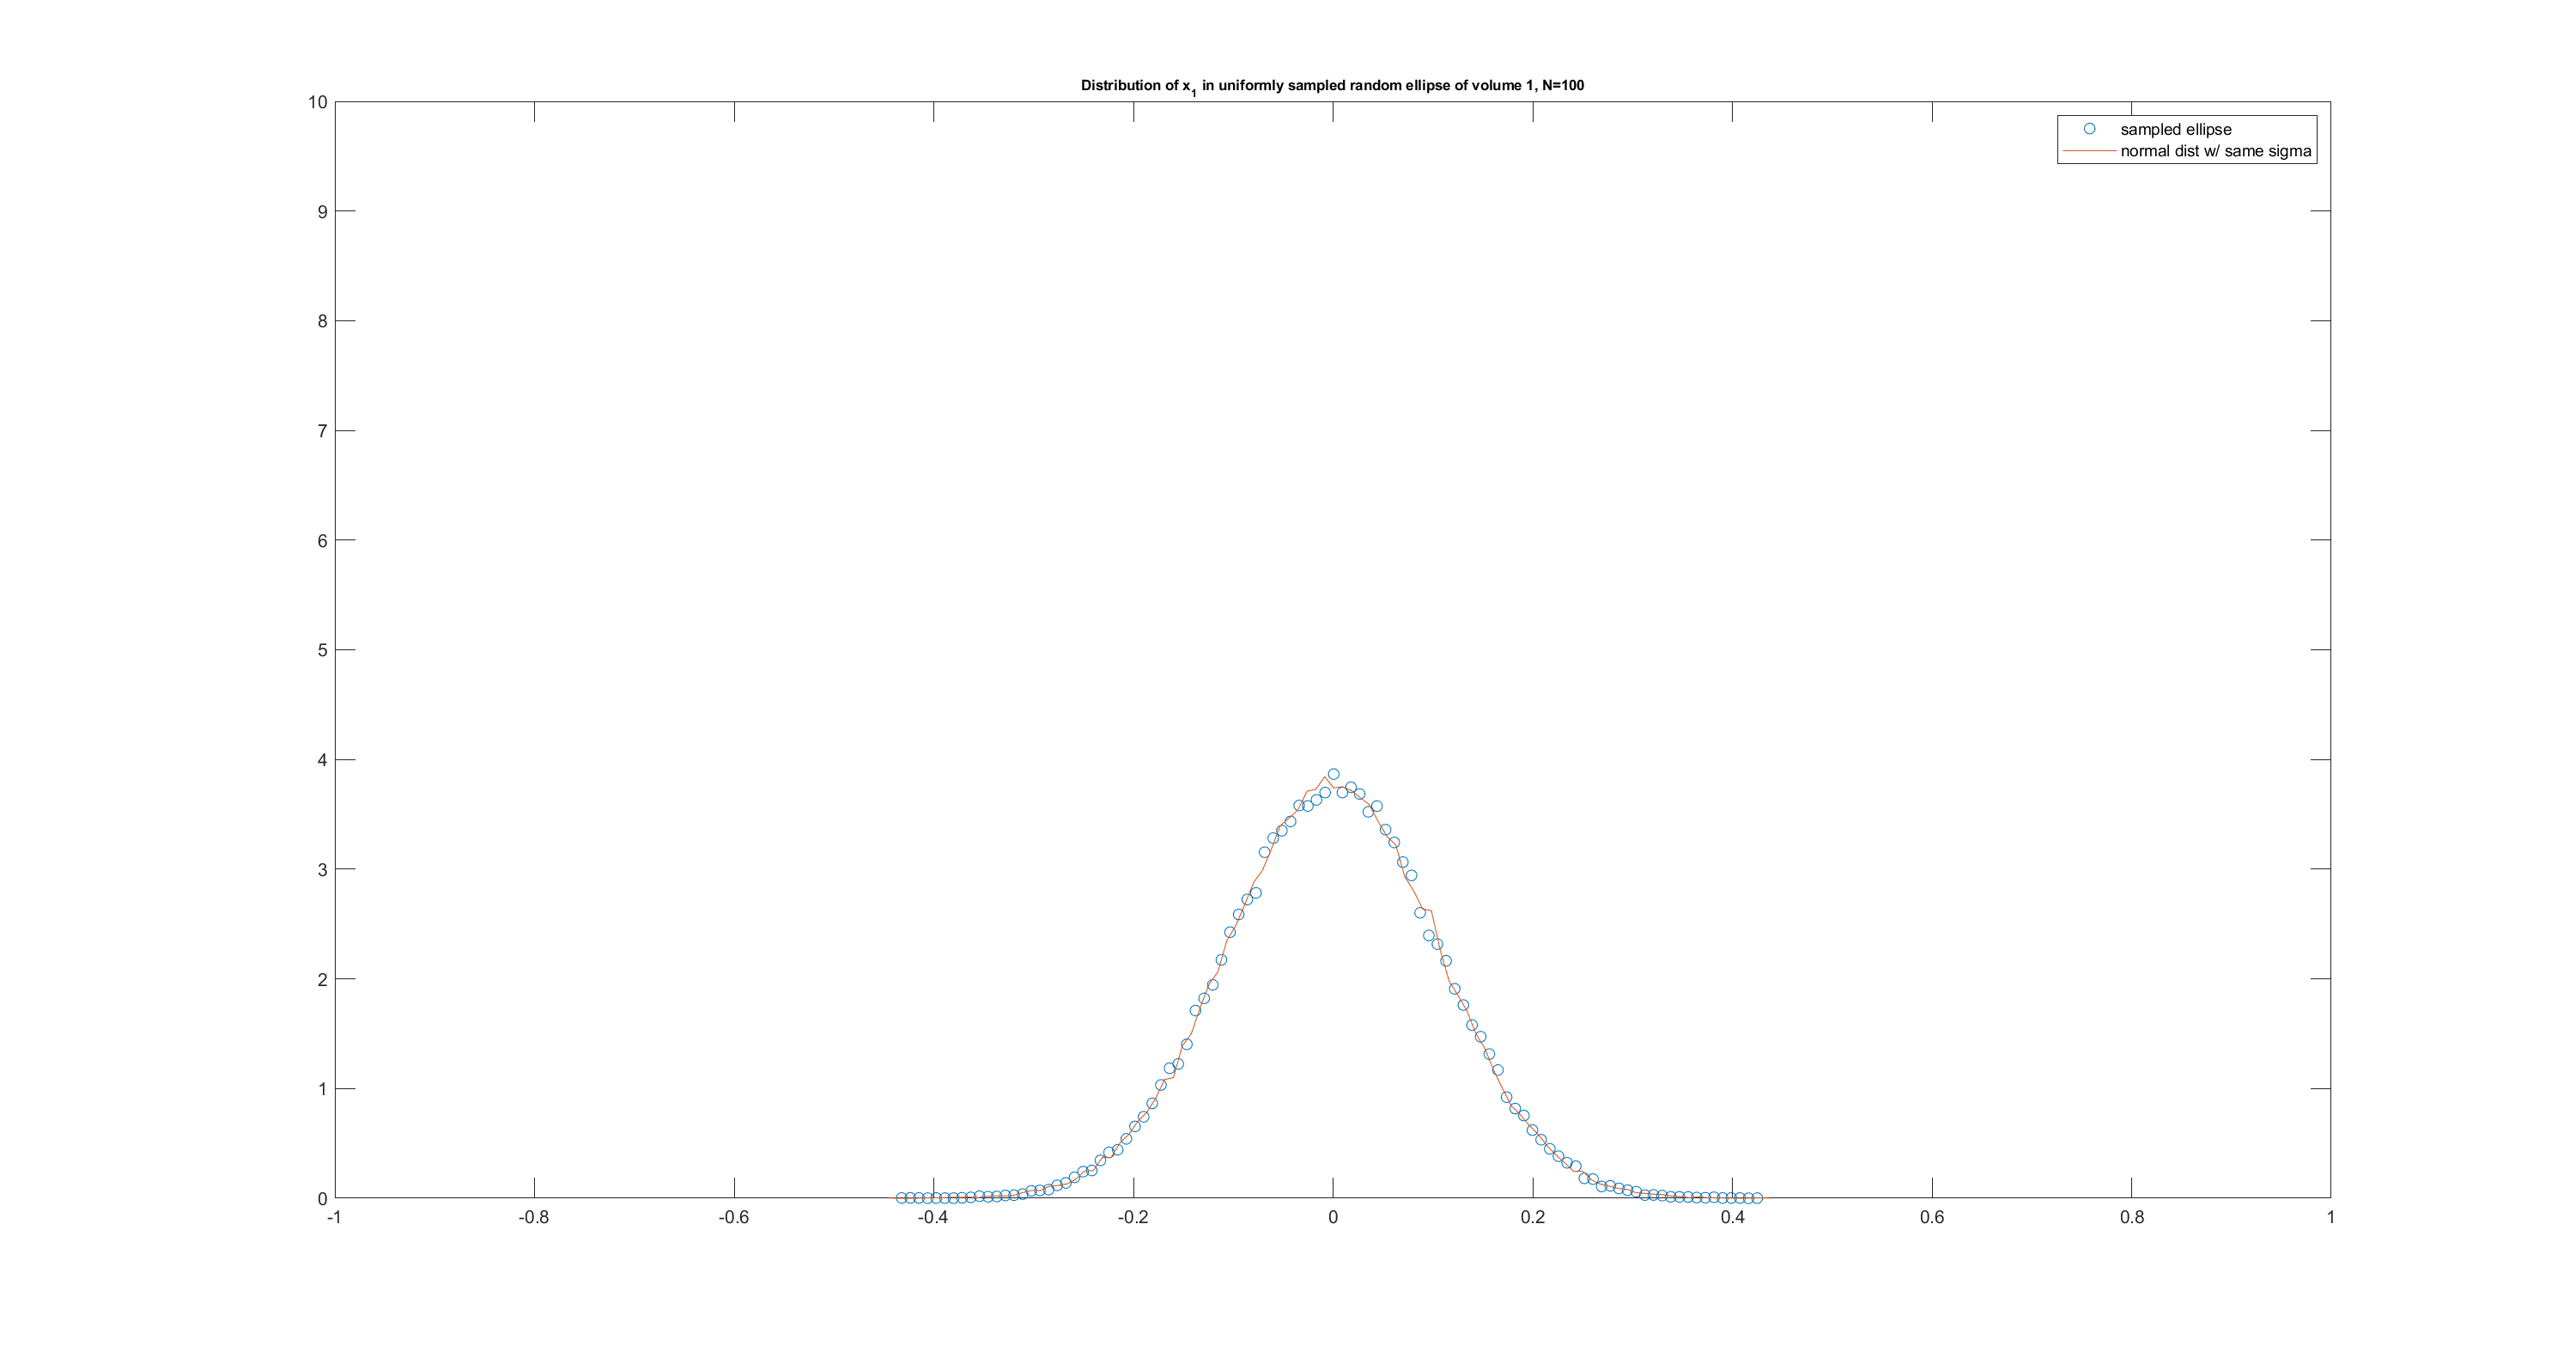 Distribution of x1 in uniformly sampled random ellipse of volume 1, N=100
10
9
8
7
6
5
4
3
2
1
0
sampled ellipse
normal dist w/ same sigma
-1 -0.8 -0.6 -0.4 -0.2 0 0.2 0.4 0.6 0.8 1